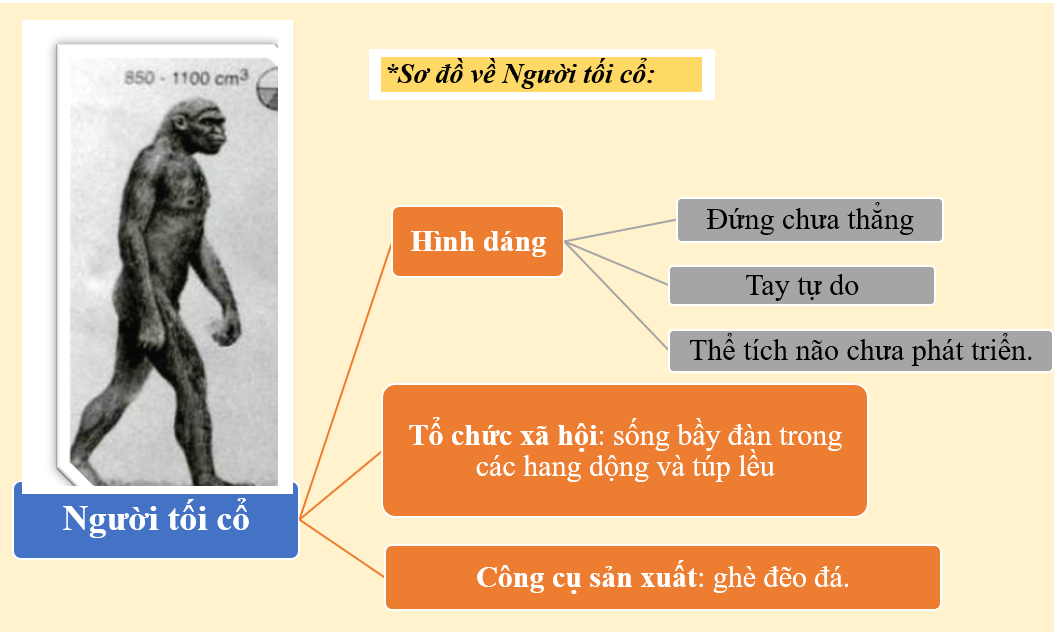 850 - 1100 cm³
*Sơ đồ về Người tối cổ:
Hình dáng
Đứng chưa thẳng
Tay tự do
Thể tích não chưa phát triển.
Tổ chức xã hội: sống bầy đàn trong
các hang dộng và túp lều
Người tối cổ
Công cụ sản xuất: ghè đẽo đá.